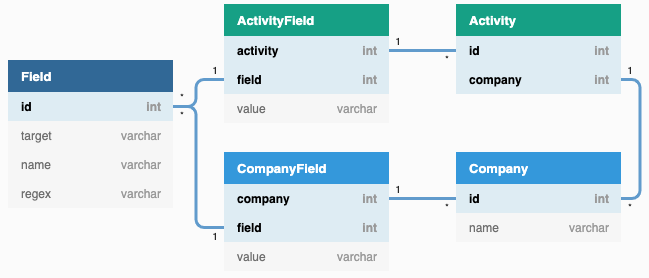 Field
id int
target varchar
name varchar
regex varchar
*
*
1
1
ActivityField
activity int
field int
value varchar
1
*
Activity
id int
company int
1
*
CompanyField
company int
field int
value varchar
1
*
Company
id int
name varchar